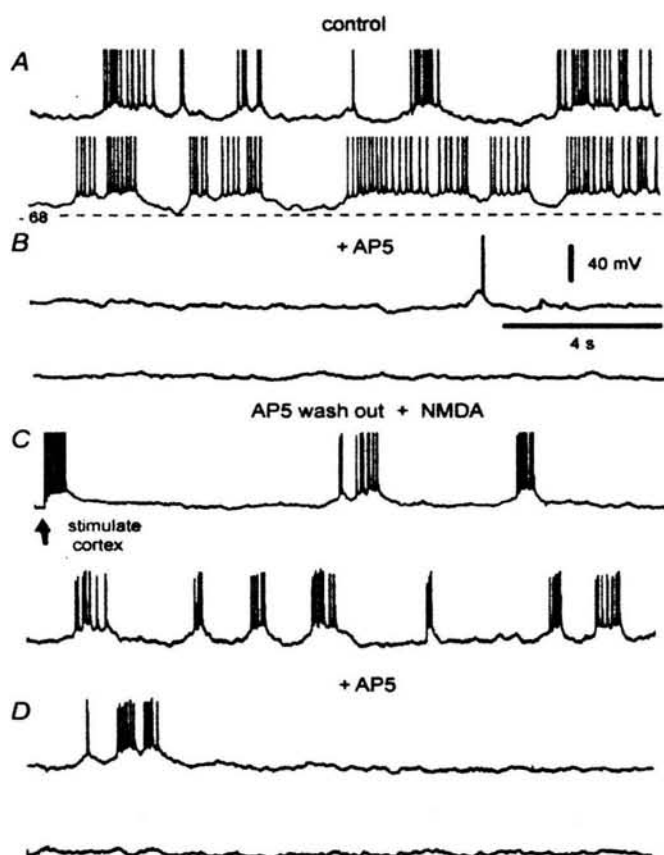 control
A
- 68
B
+ AP5
40 mV
4 s
AP5 wash out + NMDA
C
stimulate
cortex
+ AP5
D